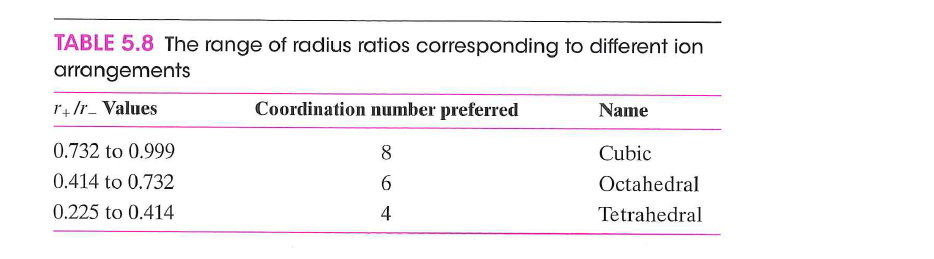 TABLE 5.8 The range of radius ratios corresponding to different ion
arrangements
r₊/r₋ Values Coordination number preferred Name
0.732 to 0.999 8 Cubic
0.414 to 0.732 6 Octahedral
0.225 to 0.414 4 Tetrahedral